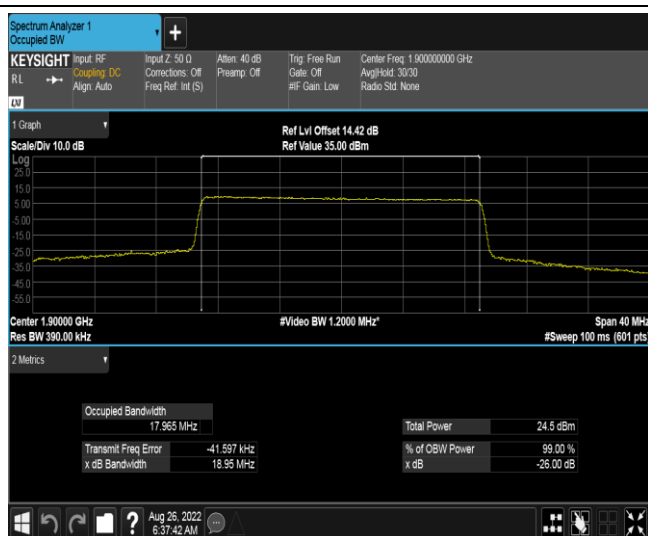 Spectrum Analyzer 1
Occupied BW
+
KEYSIGHT
RL
LXI
Input: RF
Coupling: DC
Align: Auto
Input Z: 50 Ω
Corrections: Off
Freq Ref: Int (S)
Atten: 40 dB
Preamp: Off
Trig: Free Run
Gate: Off
#IF Gain: Low
Center Freq: 1.900000000 GHz
Avg|Hold: 30/30
Radio Std: None
1 Graph
Scale/Div 10.0 dB
Ref Lvl Offset 14.42 dB
Ref Value 35.00 dBm
Log
25.0
15.0
5.00
-5.00
-15.0
-25.0
-35.0
-45.0
-55.0
Center 1.90000 GHz
#Video BW 1.2000 MHz*
Span 40 MHz
Res BW 390.00 kHz
#Sweep 100 ms (601 pts)
2 Metrics
Occupied Bandwidth
17.965 MHz
Total Power 24.5 dBm
Transmit Freq Error -41.597 kHz
% of OBW Power 99.00 %
x dB Bandwidth 18.95 MHz
x dB -26.00 dB
?
Aug 26, 2022
6:37:42 AM